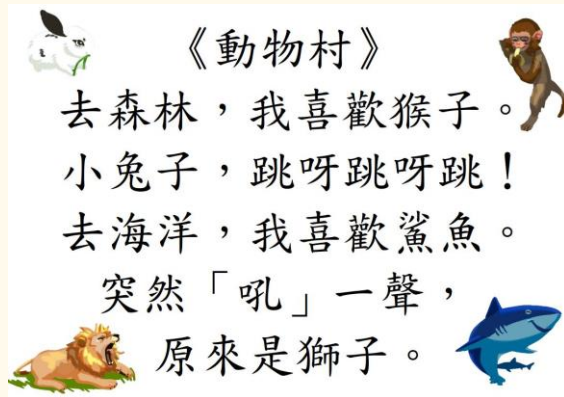 《動物村》
去森林，我喜歡猴子。
小兔子，跳呀跳呀跳！
去海洋，我喜歡鯊魚。
突然「吼」一聲，
原來是獅子。